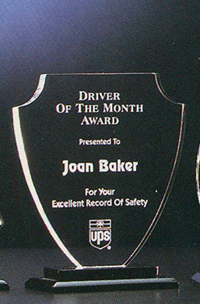 DRIVER
OF THE MONTH
AWARD
Presented To
Joan Baker
For Your
Excellent Record Of Safety
ups
®